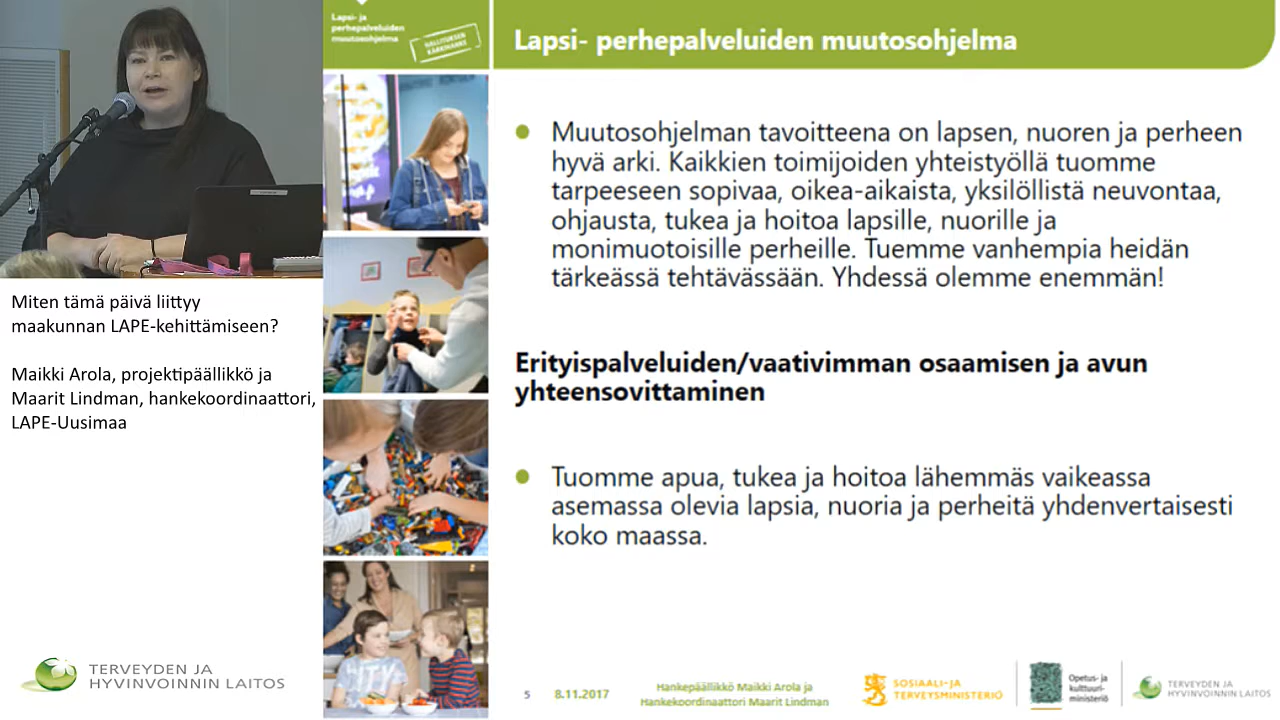 Lapsi- ja
perhepalveluiden
muutosohjelma
HALLITUKSEN
KÄRKIHANKE
Lapsi- perhepalveluiden muutosohjelma
Muutosohjelman tavoitteena on lapsen, nuoren ja perheen
hyvä arki. Kaikkien toimijoiden yhteistyöllä tuomme
tarpeeseen sopivaa, oikea-aikaista, yksilöllistä neuvontaa,
ohjausta, tukea ja hoitoa lapsille, nuorille ja
monimuotoisille perheille. Tuemme vanhempia heidän
tärkeässä tehtävässään. Yhdessä olemme enemmän!
Erityispalveluiden/vaativimman osaamisen ja avun
yhteensovittaminen
Tuomme apua, tukea ja hoitoa lähemmäs vaikeassa
asemassa olevia lapsia, nuoria ja perheitä yhdenvertaisesti
koko maassa.
Miten tämä päivä liittyy
maakunnan LAPE-kehittämiseen?
Maikki Arola, projektipäällikkö ja
Maarit Lindman, hankekoordinaattori,
LAPE-Uusimaa
TERVEYDEN JA
HYVINVOINNIN LAITOS
5
8.11.2017
Hankepäällikkö Maikki Arola ja
Hankekoordinaattori Maarit Lindman
SOSIAALI- JA
TERVEYSMINISTERIÖ
Opetus- ja
kulttuuri-
ministeriö
TERVEYDEN JA
HYVINVOINNIN LAITOS